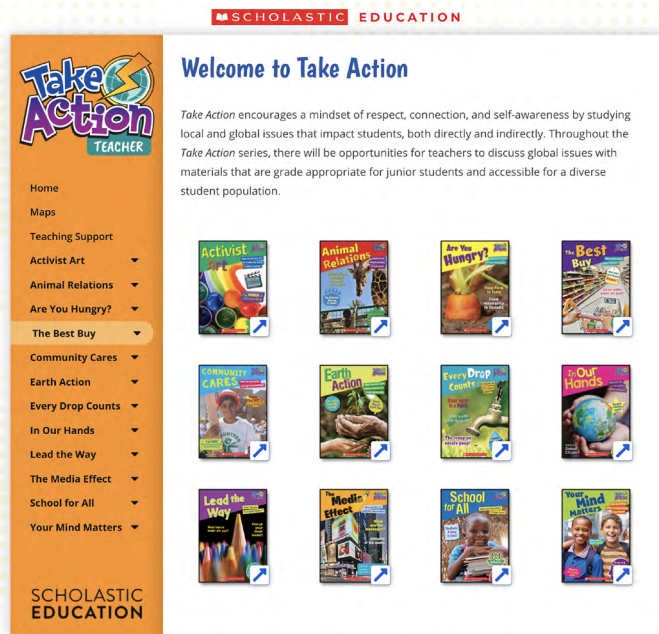 SCHOLASTIC EDUCATION
Take
Action
TEACHER
Home
Maps
Teaching Support
Activist Art
Animal Relations
Are You Hungry?
The Best Buy
Community Cares
Earth Action
Every Drop Counts
In Our Hands
Lead the Way
The Media Effect
School for All
Your Mind Matters
SCHOLASTIC
EDUCATION
Welcome to Take Action
Take Action encourages a mindset of respect, connection, and self-awareness by studying
local and global issues that impact students, both directly and indirectly. Throughout the
Take Action series, there will be opportunities for teachers to discuss global issues with
materials that are grade appropriate for junior students and accessible for a diverse
student population.
Activist
Art
Animal
Relations
Are You
Hungry?
The Best
Buy
COMMUNITY
CARES
Earth
Action
Every Drop
Counts
In Our
Hands
Lead the
Way
The Media
Effect
School
for All
Your
Mind
Matters